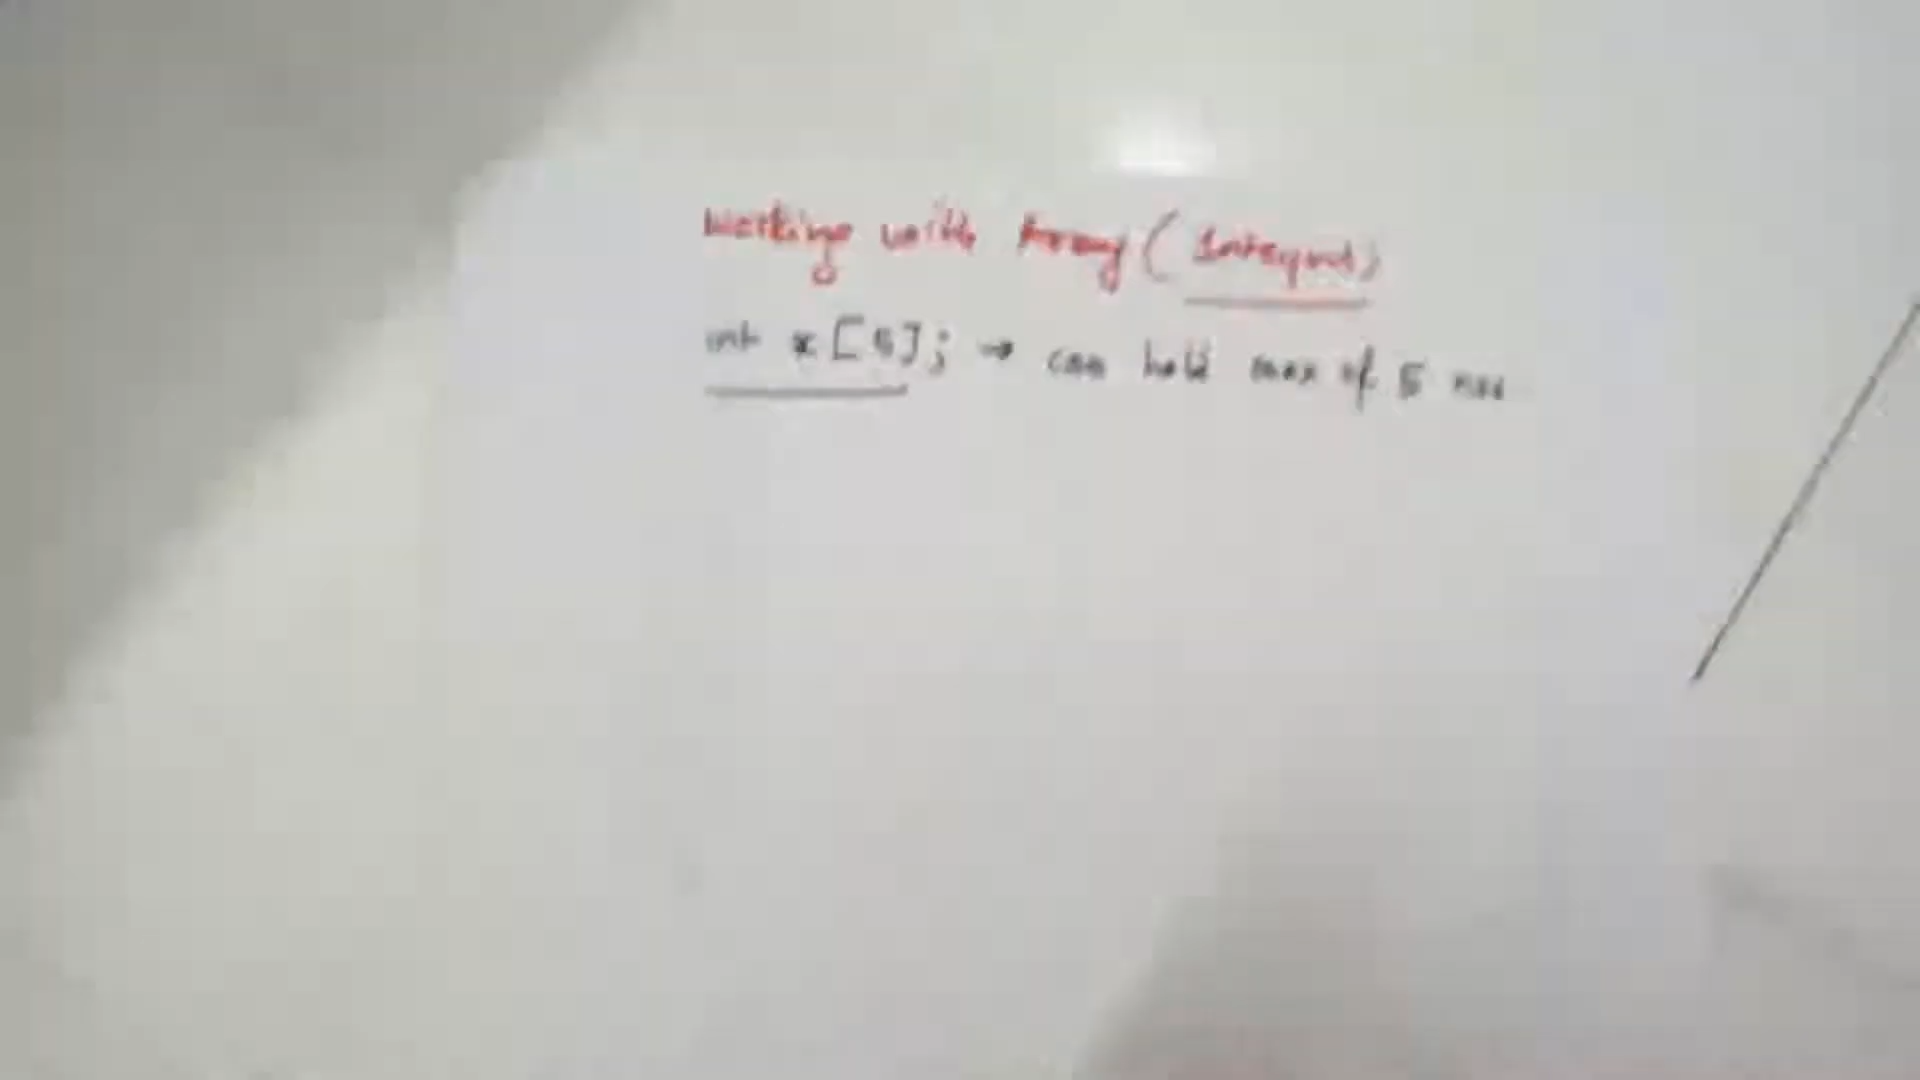 Working with Array (Integers)
int x[5]; → can hold max of 5 nos